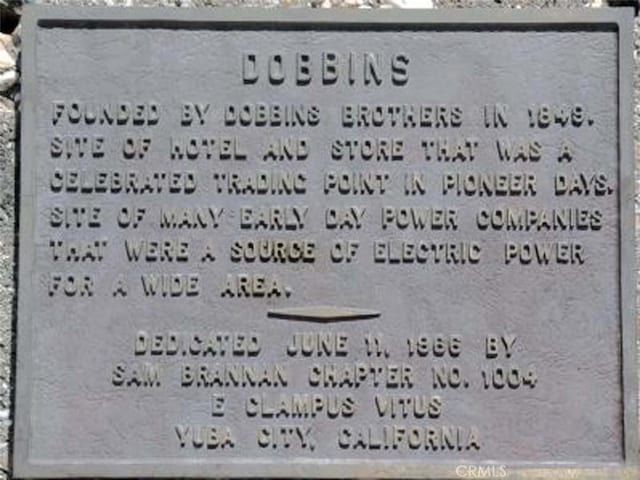 DOBBINS
FOUNDED BY DOBBINS BROTHERS IN 1849.
SITE OF HOTEL AND STORE THAT WAS A
CELEBRATED TRADING POINT IN PIONEER DAYS.
SITE OF MANY EARLY DAY POWER COMPANIES
THAT WERE A SOURCE OF ELECTRIC POWER
FOR A WIDE AREA.
DEDICATED JUNE 11, 1966 BY
SAM BRANNAN CHAPTER NO. 1004
E CLAMPUS VITUS
YUBA CITY, CALIFORNIA
CRMLS